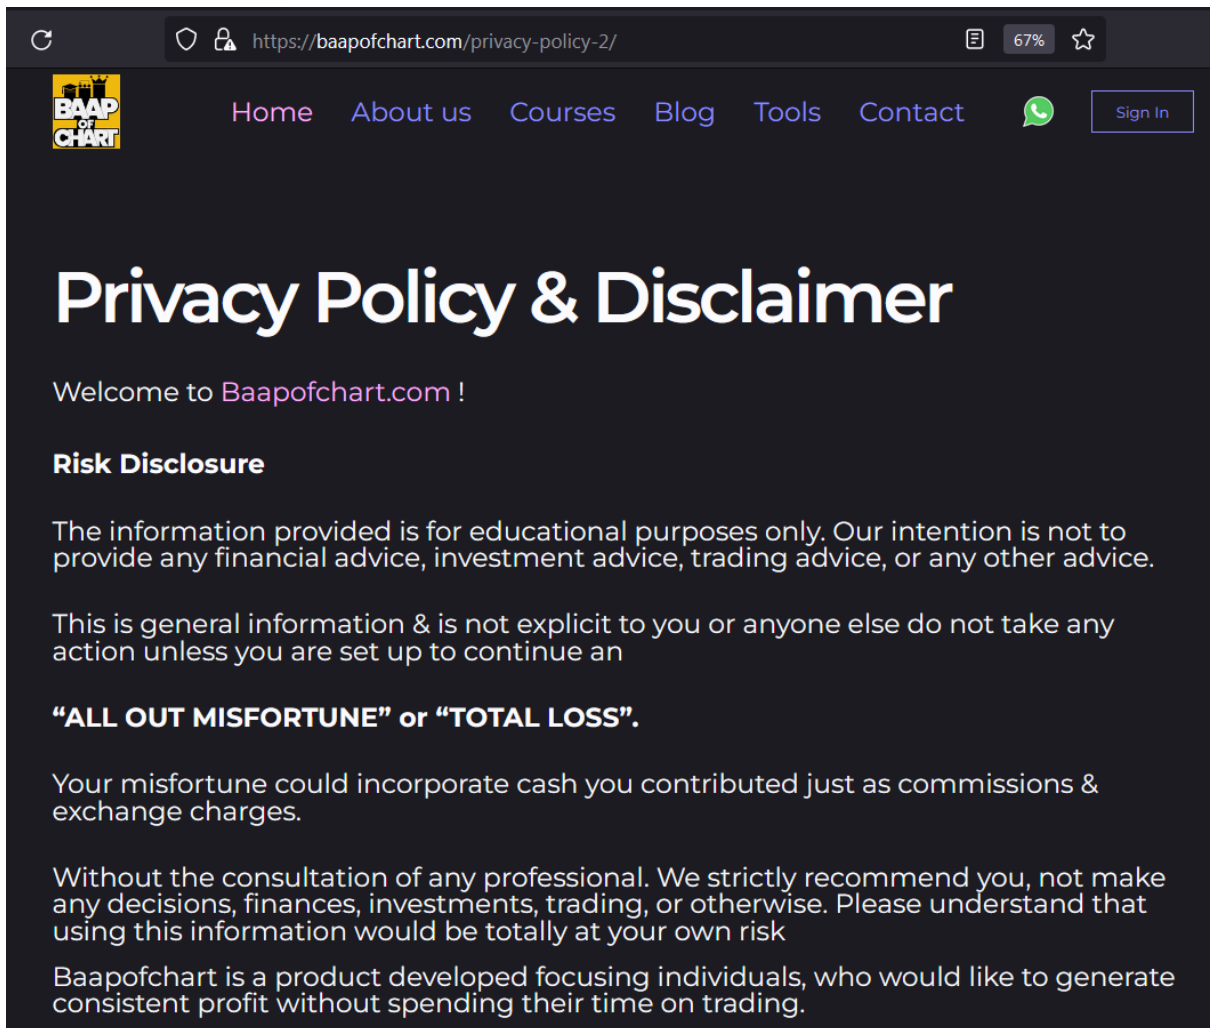 https://baapofchart.com/privacy-policy-2/
67%
BAAP
OF
CHART
Home About us Courses Blog Tools Contact Sign In
Privacy Policy & Disclaimer
Welcome to Baapofchart.com !
Risk Disclosure
The information provided is for educational purposes only. Our intention is not to
provide any financial advice, investment advice, trading advice, or any other advice.
This is general information & is not explicit to you or anyone else do not take any
action unless you are set up to continue an
“ALL OUT MISFORTUNE” or “TOTAL LOSS”.
Your misfortune could incorporate cash you contributed just as commissions &
exchange charges.
Without the consultation of any professional. We strictly recommend you, not make
any decisions, finances, investments, trading, or otherwise. Please understand that
using this information would be totally at your own risk
Baapofchart is a product developed focusing individuals, who would like to generate
consistent profit without spending their time on trading.